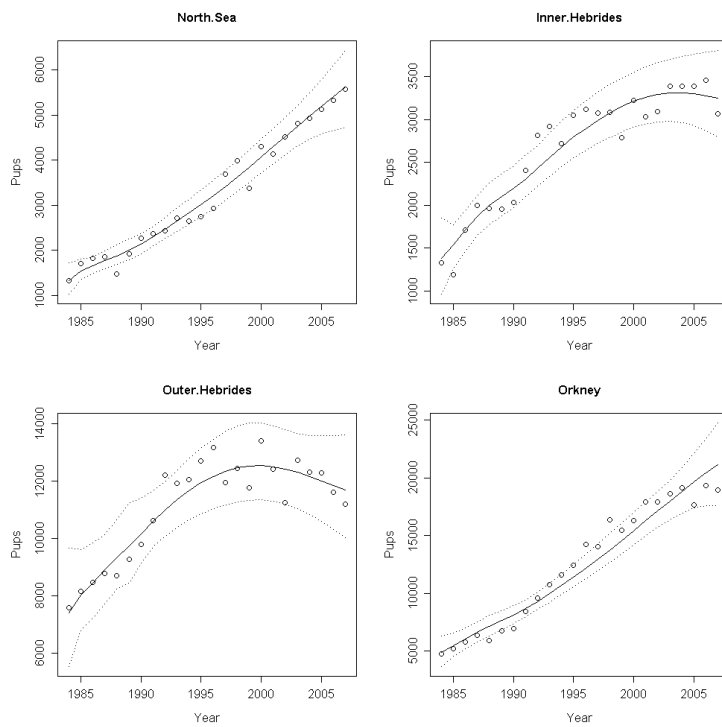 North.Sea
Pups
1000 2000 3000 4000 5000 6000
1985 1990 1995 2000 2005
Year
Inner.Hebrides
Pups
1000 1500 2000 2500 3000 3500
1985 1990 1995 2000 2005
Year
Outer.Hebrides
Pups
6000 8000 10000 12000 14000
1985 1990 1995 2000 2005
Year
Orkney
Pups
5000 10000 15000 20000 25000
1985 1990 1995 2000 2005
Year